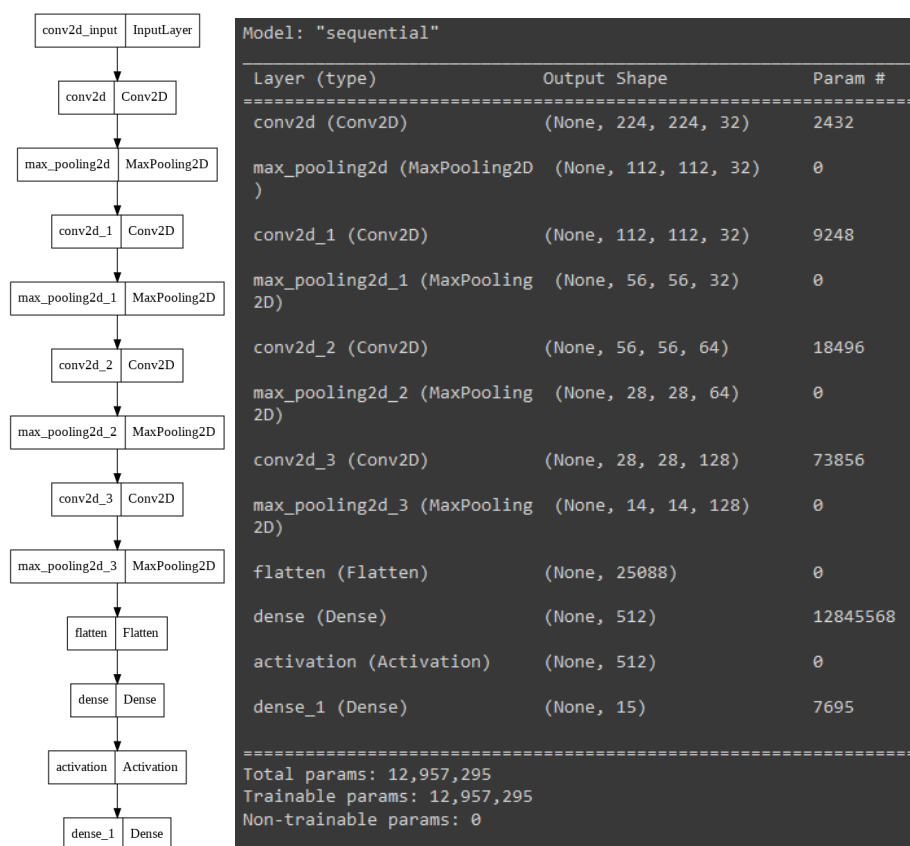 conv2d_input InputLayer
conv2d Conv2D
max_pooling2d MaxPooling2D
conv2d_1 Conv2D
max_pooling2d_1 MaxPooling2D
conv2d_2 Conv2D
max_pooling2d_2 MaxPooling2D
conv2d_3 Conv2D
max_pooling2d_3 MaxPooling2D
flatten Flatten
dense Dense
activation Activation
dense_1 Dense
Model: "sequential"
Layer (type) Output Shape Param #
conv2d (Conv2D) (None, 224, 224, 32) 2432
max_pooling2d (MaxPooling2D (None, 112, 112, 32) 0
)
conv2d_1 (Conv2D) (None, 112, 112, 32) 9248
max_pooling2d_1 (MaxPooling (None, 56, 56, 32) 0
2D)
conv2d_2 (Conv2D) (None, 56, 56, 64) 18496
max_pooling2d_2 (MaxPooling (None, 28, 28, 64) 0
2D)
conv2d_3 (Conv2D) (None, 28, 28, 128) 73856
max_pooling2d_3 (MaxPooling (None, 14, 14, 128) 0
2D)
flatten (Flatten) (None, 25088) 0
dense (Dense) (None, 512) 12845568
activation (Activation) (None, 512) 0
dense_1 (Dense) (None, 15) 7695
Total params: 12,957,295
Trainable params: 12,957,295
Non-trainable params: 0